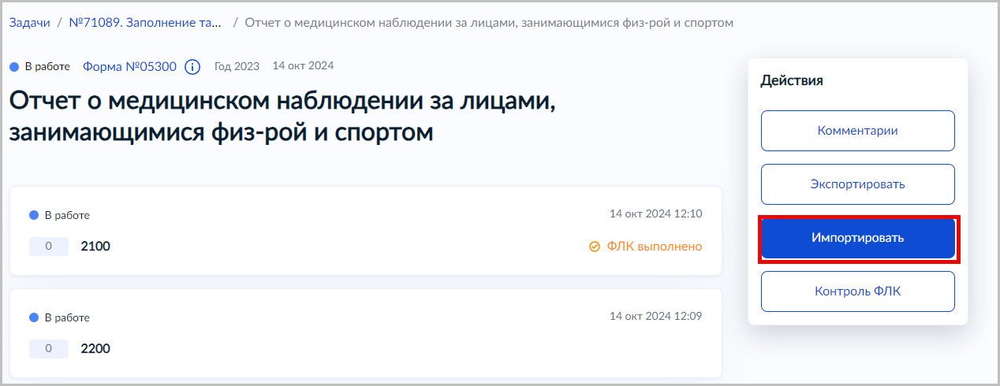 Задачи / №71089. Заполнение та... / Отчет о медицинском наблюдении за лицами, занимающимися физ-рой и спортом
В работе Форма №05300 i Год 2023 14 окт 2024
Отчет о медицинском наблюдении за лицами,
занимающимися физ-рой и спортом
В работе 14 окт 2024 12:10
0 2100 ФЛК выполнено
В работе 14 окт 2024 12:09
0 2200
Действия
Комментарии
Экспортировать
Импортировать
Контроль ФЛК